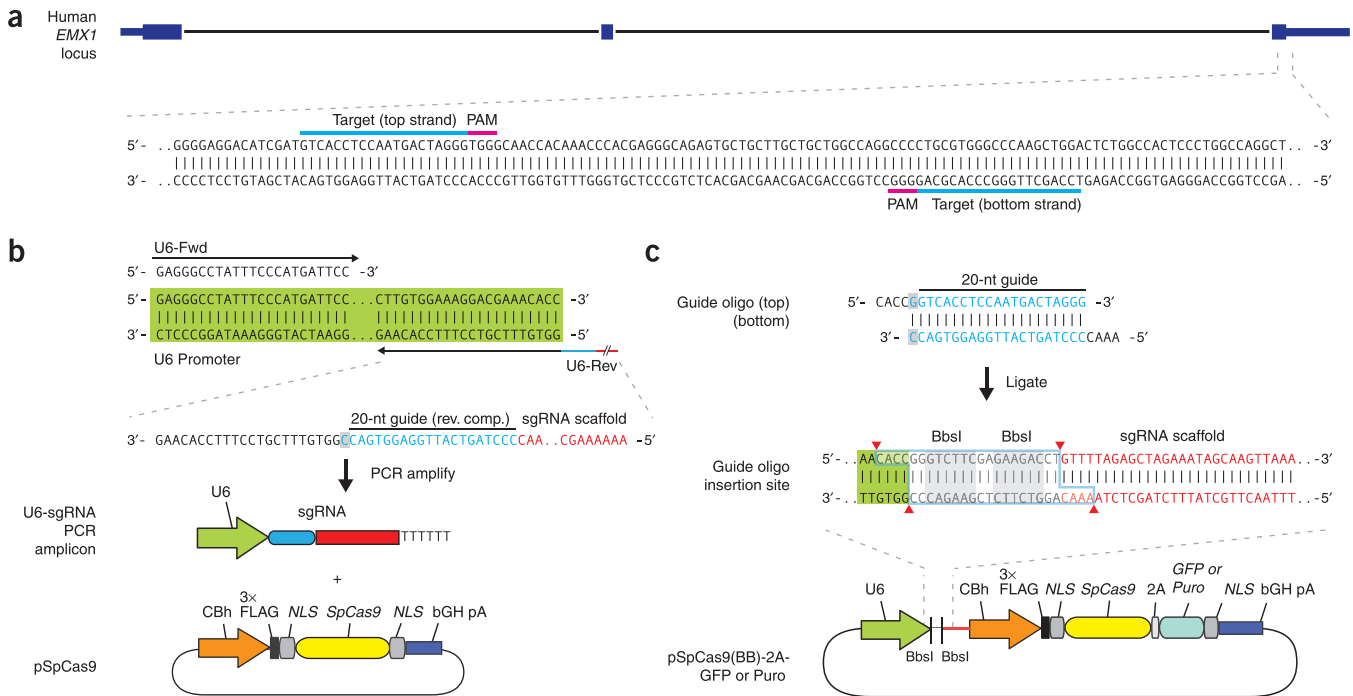 a
Human
EMX1
locus
Target (top strand) PAM
5′- ..GGGGAGGACATCGATGTCACCTCCAATGACTAGGGTGGGCAACCACAAACCCACGAGGGCAGAGTGCTGCTTGCTGCTGGCCAGGCCCCTGCGTGGGCCCAAGCTGGACTCTGGCCACTCCCTGGCCAGGCT.. -3′
3′- ..CCCCTCCTGTAGCTACAGTGGAGGTTACTGATCCCACCCGTTGGTGTTTGGGTGCTCCCGTCTCACGACGAACGACGACCGGTCCGGGGACGCACCCGGGTTCGACCTGAGACCGGTGAGGGACCGGTCCGA.. -5′
PAM Target (bottom strand)
b
U6-Fwd
5′- GAGGGCCTATTTCCCATGATTCC -3′
5′- GAGGGCCTATTTCCCATGATTCC...CTTGTGGAAAGGACGAAACACC -3′
3′- CTCCCGGATAAAGGGTACTAAGG...GAACACCTTTCCTGCTTTGTGG -5′
U6 Promoter
U6-Rev
20-nt guide (rev. comp.) sgRNA scaffold
3′- GAACACCTTTCCTGCTTTGTGGCCAGTGGAGGTTACTGATCCCCAA..CGAAAAAA -5′
PCR amplify
U6-sgRNA
PCR
amplicon
U6
sgRNA
TTTTTT
+
pSpCas9
CBh
3×
FLAG
NLS SpCas9 NLS bGH pA
c
20-nt guide
Guide oligo (top)
(bottom)
5′- CACCGGTCACCTCCAATGACTAGGG -3′
3′- CCAGTGGAGGTTACTGATCCCCAAA -5′
Ligate
Guide oligo
insertion site
BbsI BbsI sgRNA scaffold
5′-..AACACCGGGTCTTCGAGAAGACCTGTTTTAGAGCTAGAAATAGCAAGTTAAA..-3′
3′-..TTGTGGCCCAGAAGCTCTTCTGGACAAAATCTCGATCTTTATCGTTCAATTT..-5′
U6
CBh
3×
FLAG
NLS SpCas9 2A
GFP or
Puro
NLS bGH pA
BbsI BbsI
pSpCas9(BB)-2A-
GFP or Puro